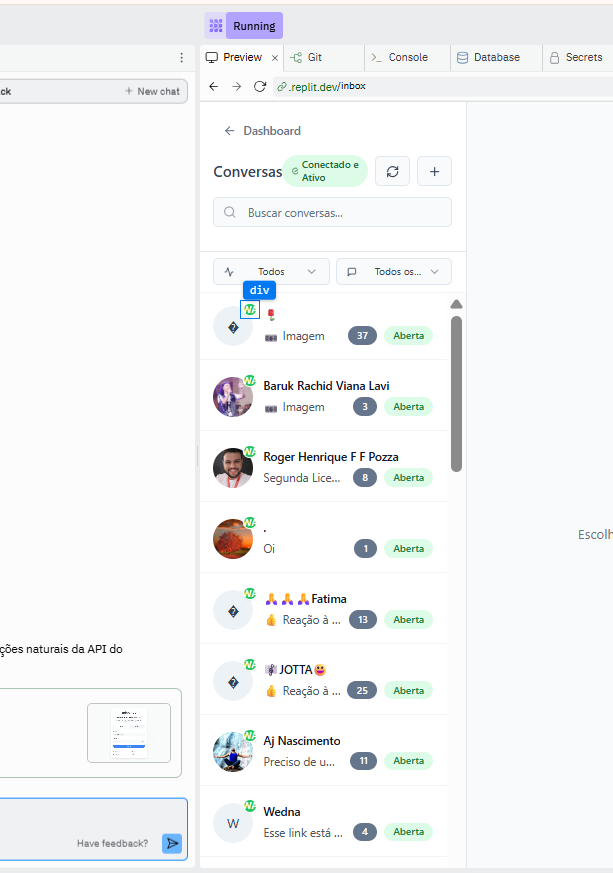 Running
Preview
Git
Console
Database
Secrets
ck
+ New chat
.replit.dev/inbox
← Dashboard
Conversas
Conectado e
Ativo
Buscar conversas...
Todos
Todos os...
div
�
🌹
📷 Imagem
37
Aberta
Baruk Rachid Viana Lavi
📷 Imagem
3
Aberta
Roger Henrique F F Pozza
Segunda Lice...
8
Aberta
.
Oi
1
Aberta
Escolh
�
🙏🙏🙏Fatima
👍 Reação à ...
13
Aberta
ções naturais da API do
�
🎼JOTTA😀
👍 Reação à ...
25
Aberta
Aj Nascimento
Preciso de u...
11
Aberta
W
Wedna
Esse link está ...
4
Aberta
Have feedback?